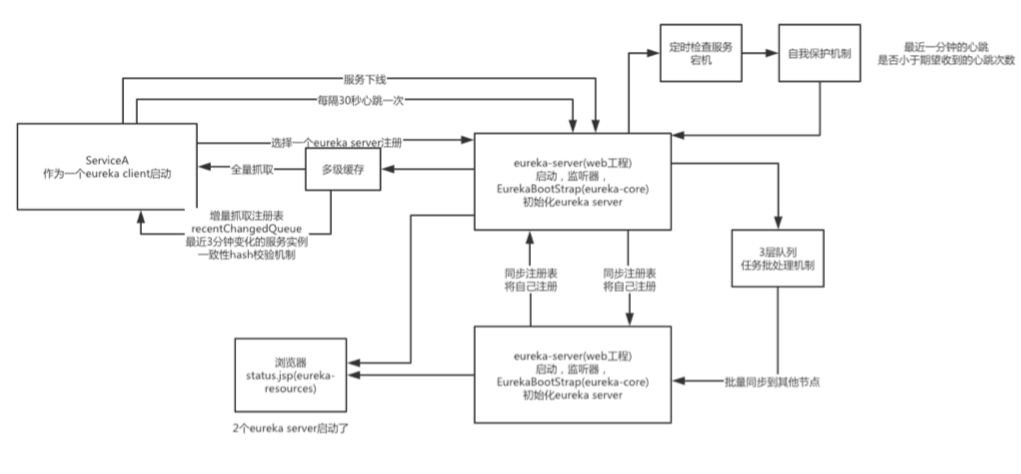 定时检查服务
宕机
自我保护机制
最近一分钟的心跳
是否小于期望收到的心跳次数
服务下线
每隔30秒心跳一次
选择一个eureka server注册
ServiceA
作为一个eureka client启动
全量抓取
多级缓存
eureka-server(web工程)
启动，监听器，
EurekaBootStrap(eureka-core)
初始化eureka server
增量抓取注册表
recentChangedQueue
最近3分钟变化的服务实例
一致性hash校验机制
3层队列
任务批处理机制
同步注册表
将自己注册
同步注册表
将自己注册
浏览器
status.jsp(eureka-
resources)
eureka-server(web工程)
启动，监听器，
EurekaBootStrap(eureka-core)
初始化eureka server
批量同步到其他节点
2个eureka server启动了